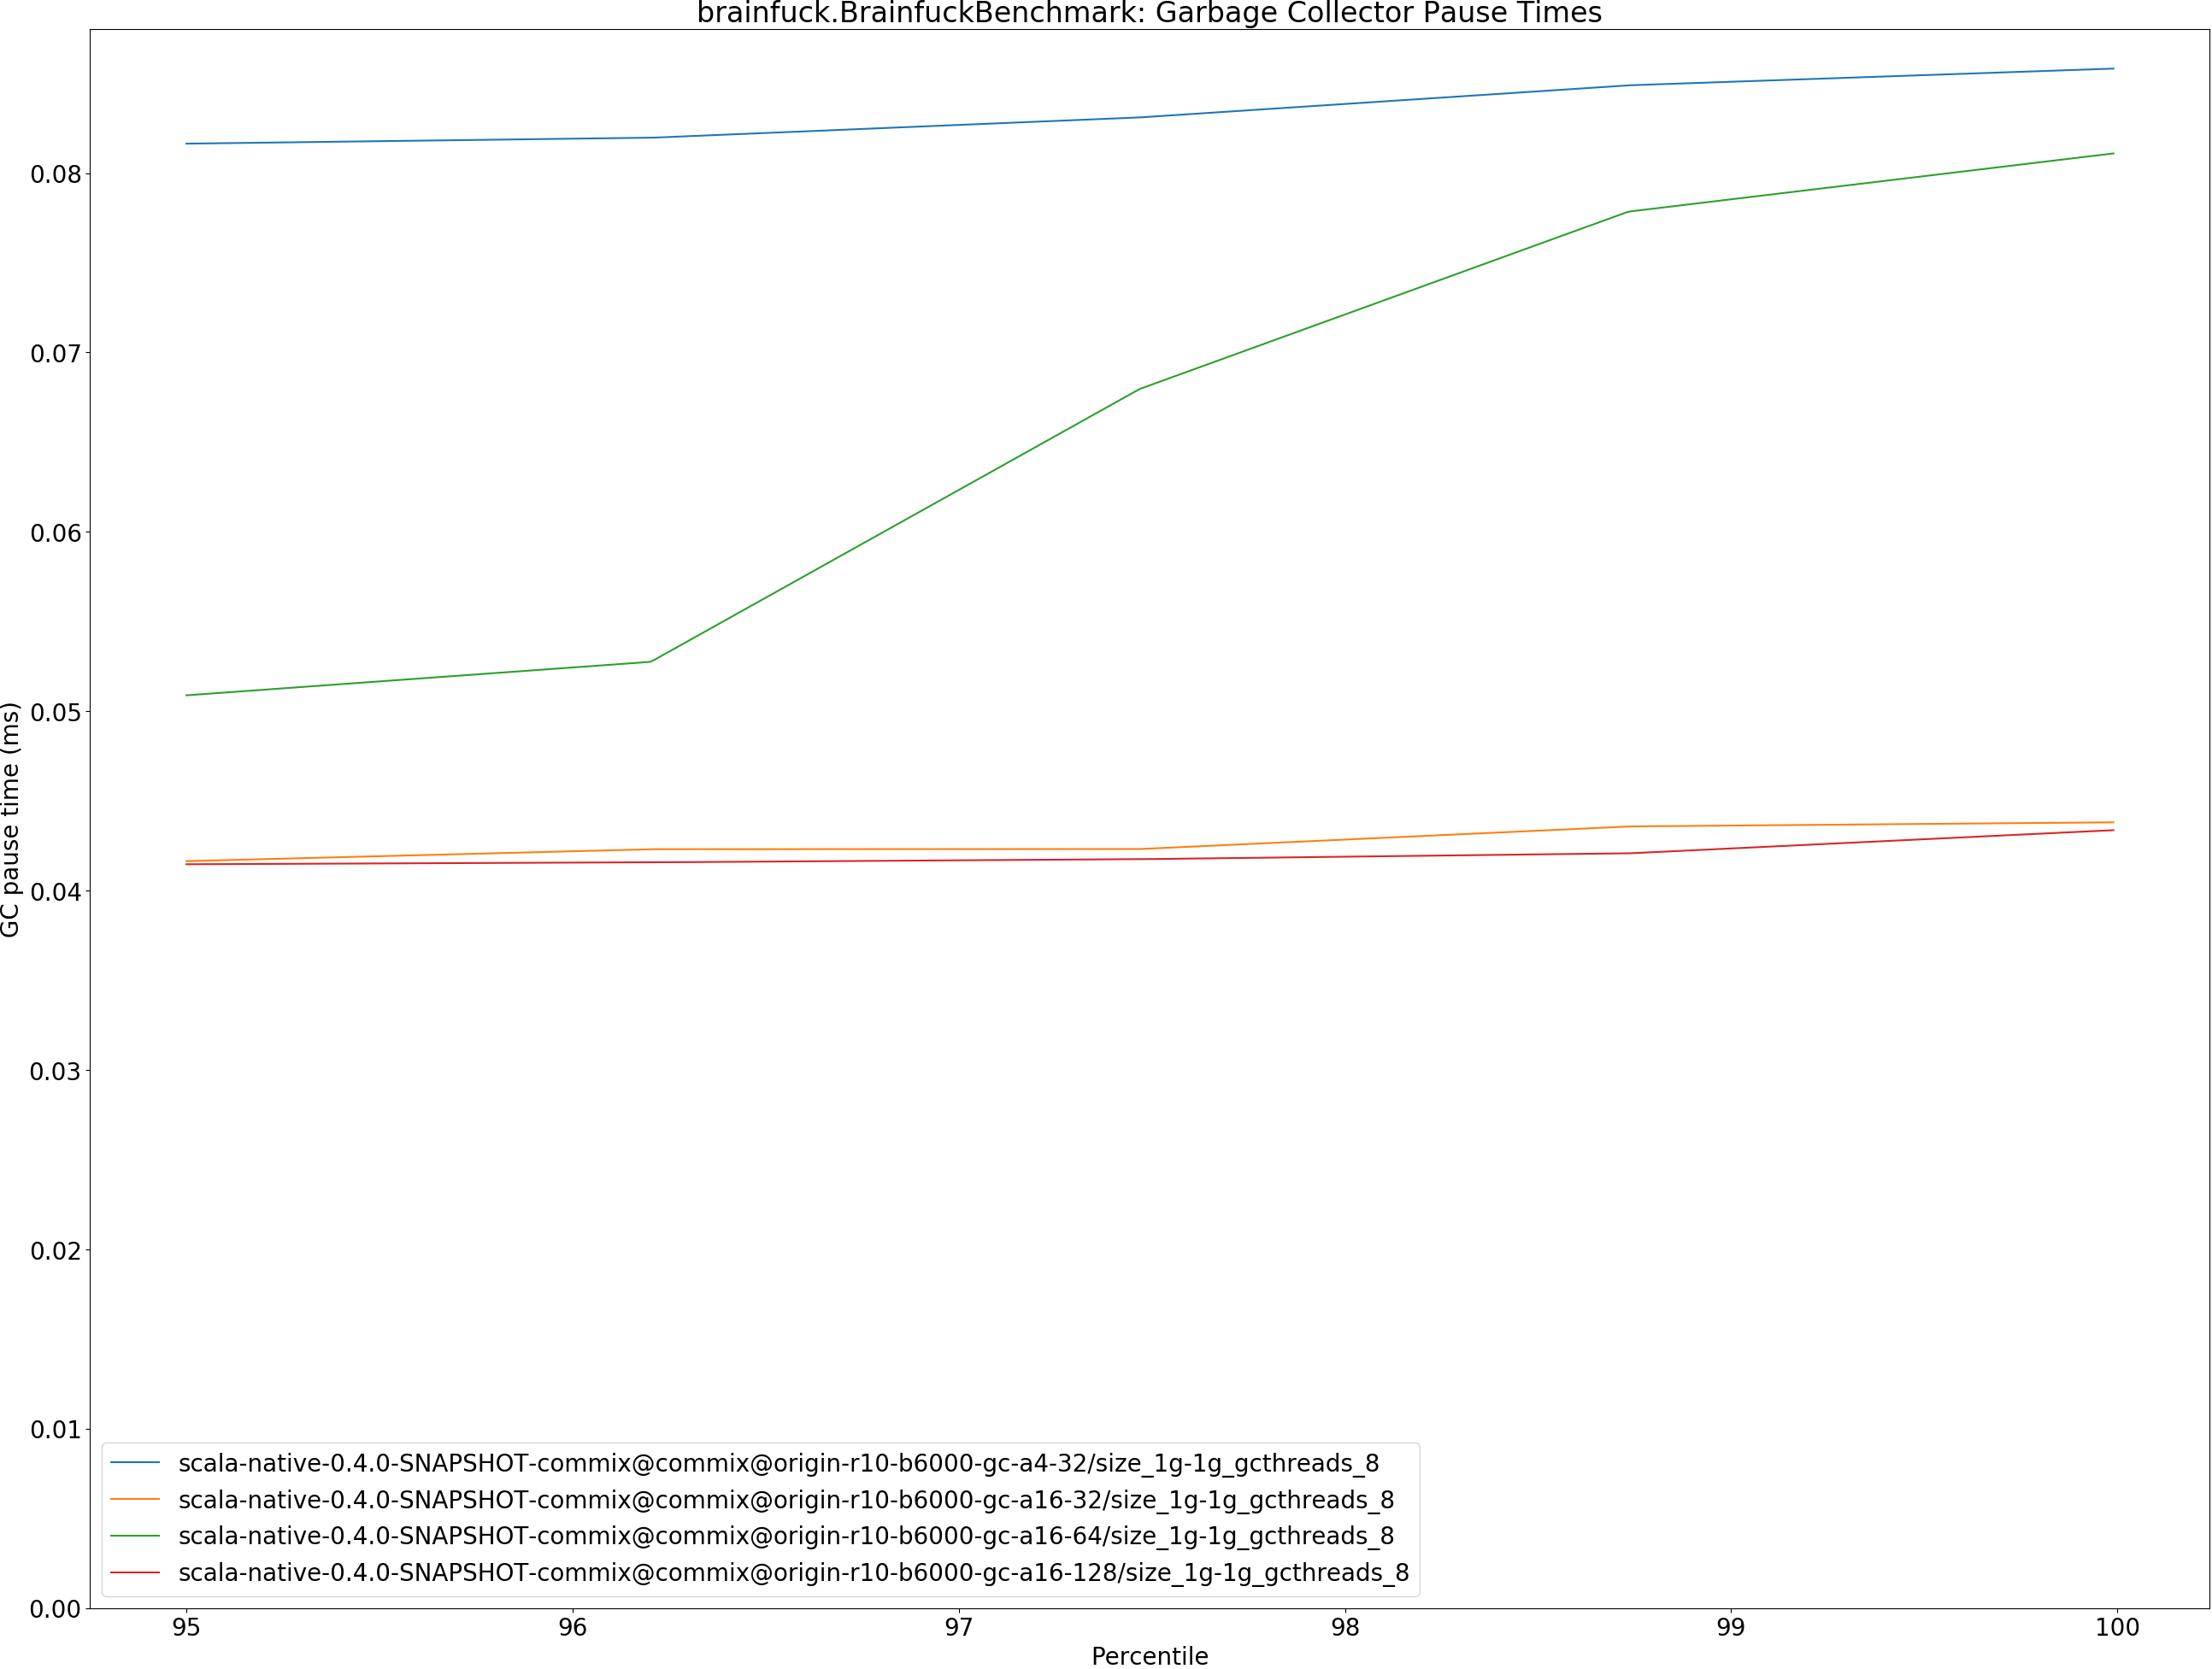 brainfuck.BrainfuckBenchmark: Garbage Collector Pause Times
GC pause time (ms)
0.08
0.07
0.06
0.05
0.04
0.03
0.02
0.01
0.00
scala-native-0.4.0-SNAPSHOT-commix@commix@origin-r10-b6000-gc-a4-32/size_1g-1g_gcthreads_8
scala-native-0.4.0-SNAPSHOT-commix@commix@origin-r10-b6000-gc-a16-32/size_1g-1g_gcthreads_8
scala-native-0.4.0-SNAPSHOT-commix@commix@origin-r10-b6000-gc-a16-64/size_1g-1g_gcthreads_8
scala-native-0.4.0-SNAPSHOT-commix@commix@origin-r10-b6000-gc-a16-128/size_1g-1g_gcthreads_8
95 96 97 98 99 100
Percentile